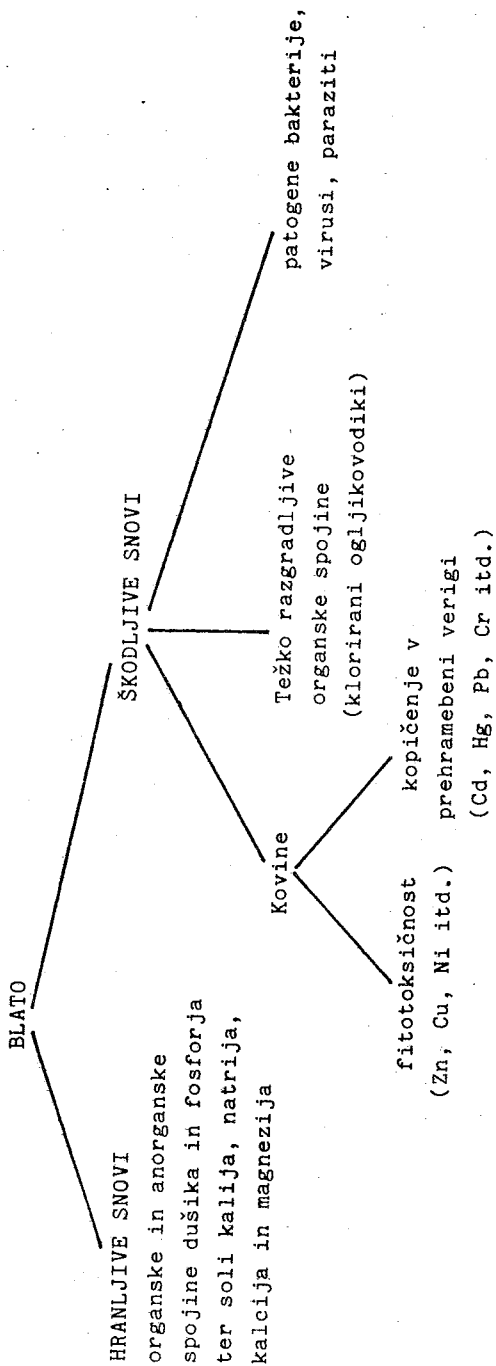 BLATO
HRANLJIVE SNOVI
organske in anorganske
spojine dušika in fosforja
ter soli kalija, natrija,
kalcija in magnezija
ŠKODLJIVE SNOVI
Kovine
fitotoksičnost
(Zn, Cu, Ni itd.)
kopičenje v
prehramebeni verigi
(Cd, Hg, Pb, Cr itd.)
Težko razgradljive
organske spojine
(klorirani ogljikovodiki)
patogene bakterije,
virusi, paraziti